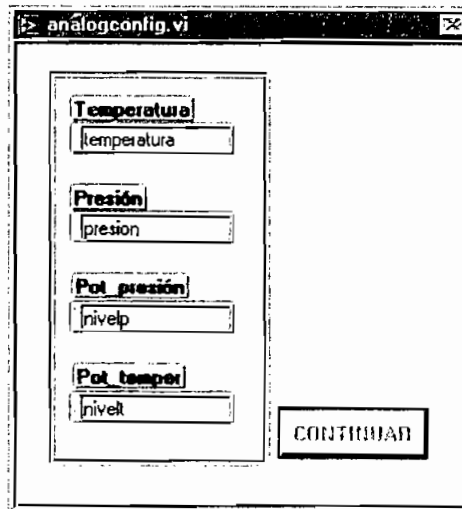 analogconfig.vi
Temperatura
temperatura
Presión
presion
Pot_presión
nivelp
Pot_temper
nivelt
CONTINUAR